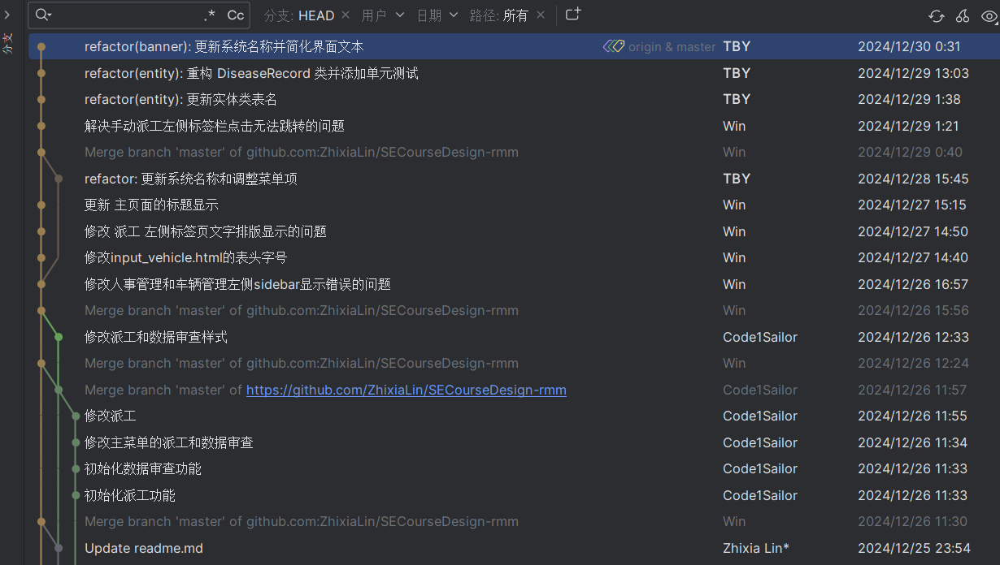 .* Cc 分支: HEAD 用户 日期 路径: 所有
分支
refactor(banner): 更新系统名称并简化界面文本 origin & master TBY 2024/12/30 0:31
refactor(entity): 重构 DiseaseRecord 类并添加单元测试 TBY 2024/12/29 13:03
refactor(entity): 更新实体类表名 TBY 2024/12/29 1:38
解决手动派工左侧标签栏点击无法跳转的问题 Win 2024/12/29 1:21
Merge branch 'master' of github.com:ZhixiaLin/SECourseDesign-rmm Win 2024/12/29 0:40
refactor: 更新系统名称和调整菜单项 TBY 2024/12/28 15:45
更新 主页面的标题显示 Win 2024/12/27 15:15
修改 派工 左侧标签页文字排版显示的问题 Win 2024/12/27 14:50
修改input_vehicle.html的表头字号 Win 2024/12/27 14:40
修改人事管理和车辆管理左侧sidebar显示错误的问题 Win 2024/12/26 16:57
Merge branch 'master' of github.com:ZhixiaLin/SECourseDesign-rmm Win 2024/12/26 15:56
修改派工和数据审查样式 Code1Sailor 2024/12/26 12:33
Merge branch 'master' of github.com:ZhixiaLin/SECourseDesign-rmm Win 2024/12/26 12:24
Merge branch 'master' of https://github.com/ZhixiaLin/SECourseDesign-rmm Code1Sailor 2024/12/26 11:57
修改派工 Code1Sailor 2024/12/26 11:55
修改主菜单的派工和数据审查 Code1Sailor 2024/12/26 11:34
初始化数据审查功能 Code1Sailor 2024/12/26 11:33
初始化派工功能 Code1Sailor 2024/12/26 11:33
Merge branch 'master' of github.com:ZhixiaLin/SECourseDesign-rmm Win 2024/12/26 11:30
Update readme.md Zhixia Lin* 2024/12/25 23:54